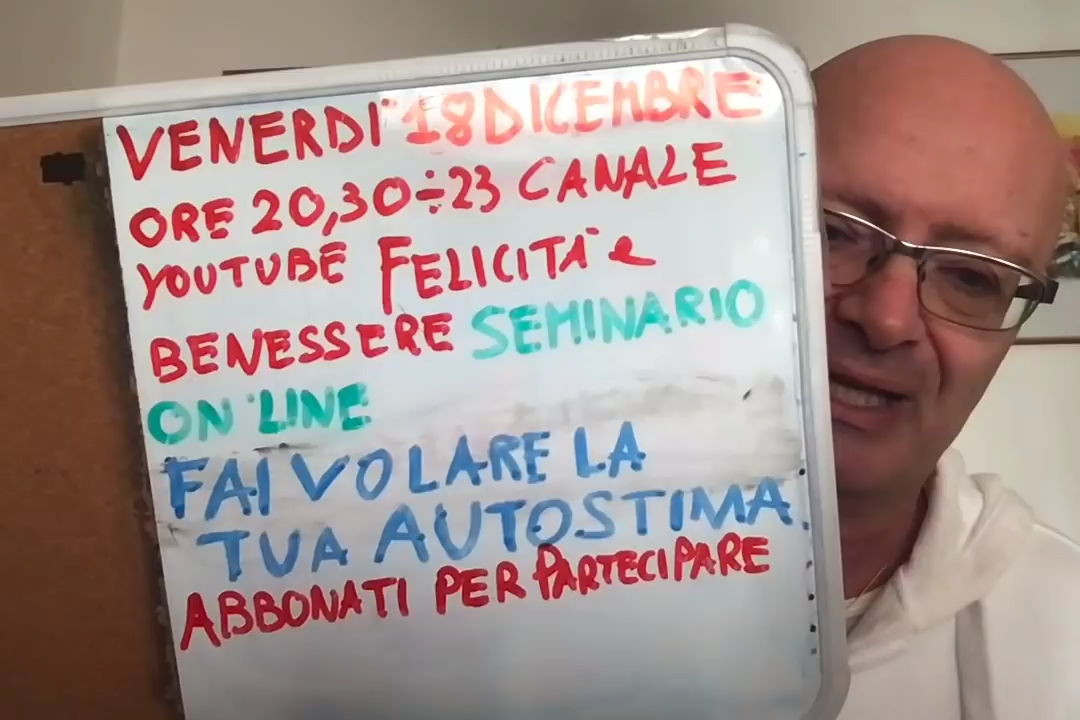 VENERDI' 18 DICEMBRE
ORE 20,30÷23 CANALE
YOUTUBE FELICITA' e
BENESSERE SEMINARIO
ON LINE
FAI VOLARE LA
TUA AUTOSTIMA
ABBONATI PER PARTECIPARE